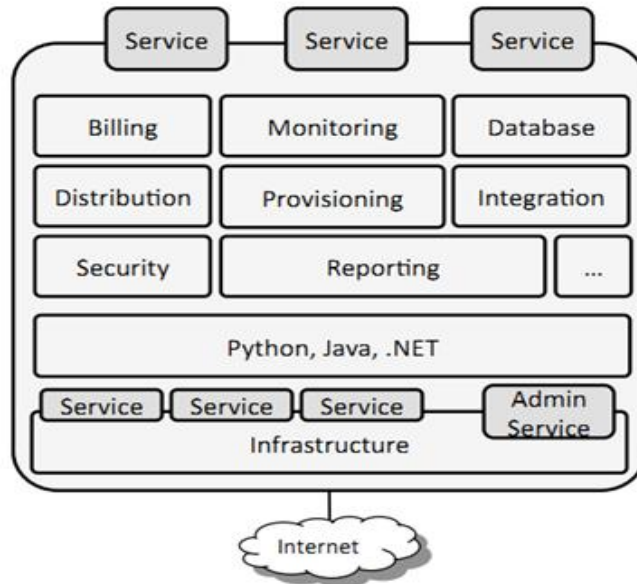 Service Service Service
Billing Monitoring Database
Distribution Provisioning Integration
Security Reporting ...
Python, Java, .NET
Service Service Service Admin
Service
Infrastructure
Internet